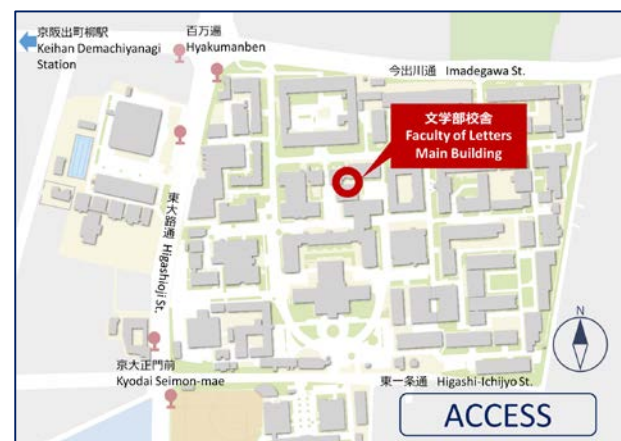 京阪出町柳駅
Keihan Demachiyanagi
Station
百万遍
Hyakumanben
今出川通 Imadegawa St.
文学部校舎
Faculty of Letters
Main Building
東大路通 Higashioji St.
京大正門前
Kyodai Seimon-mae
東一条通 Higashi-Ichijyo St.
N
ACCESS